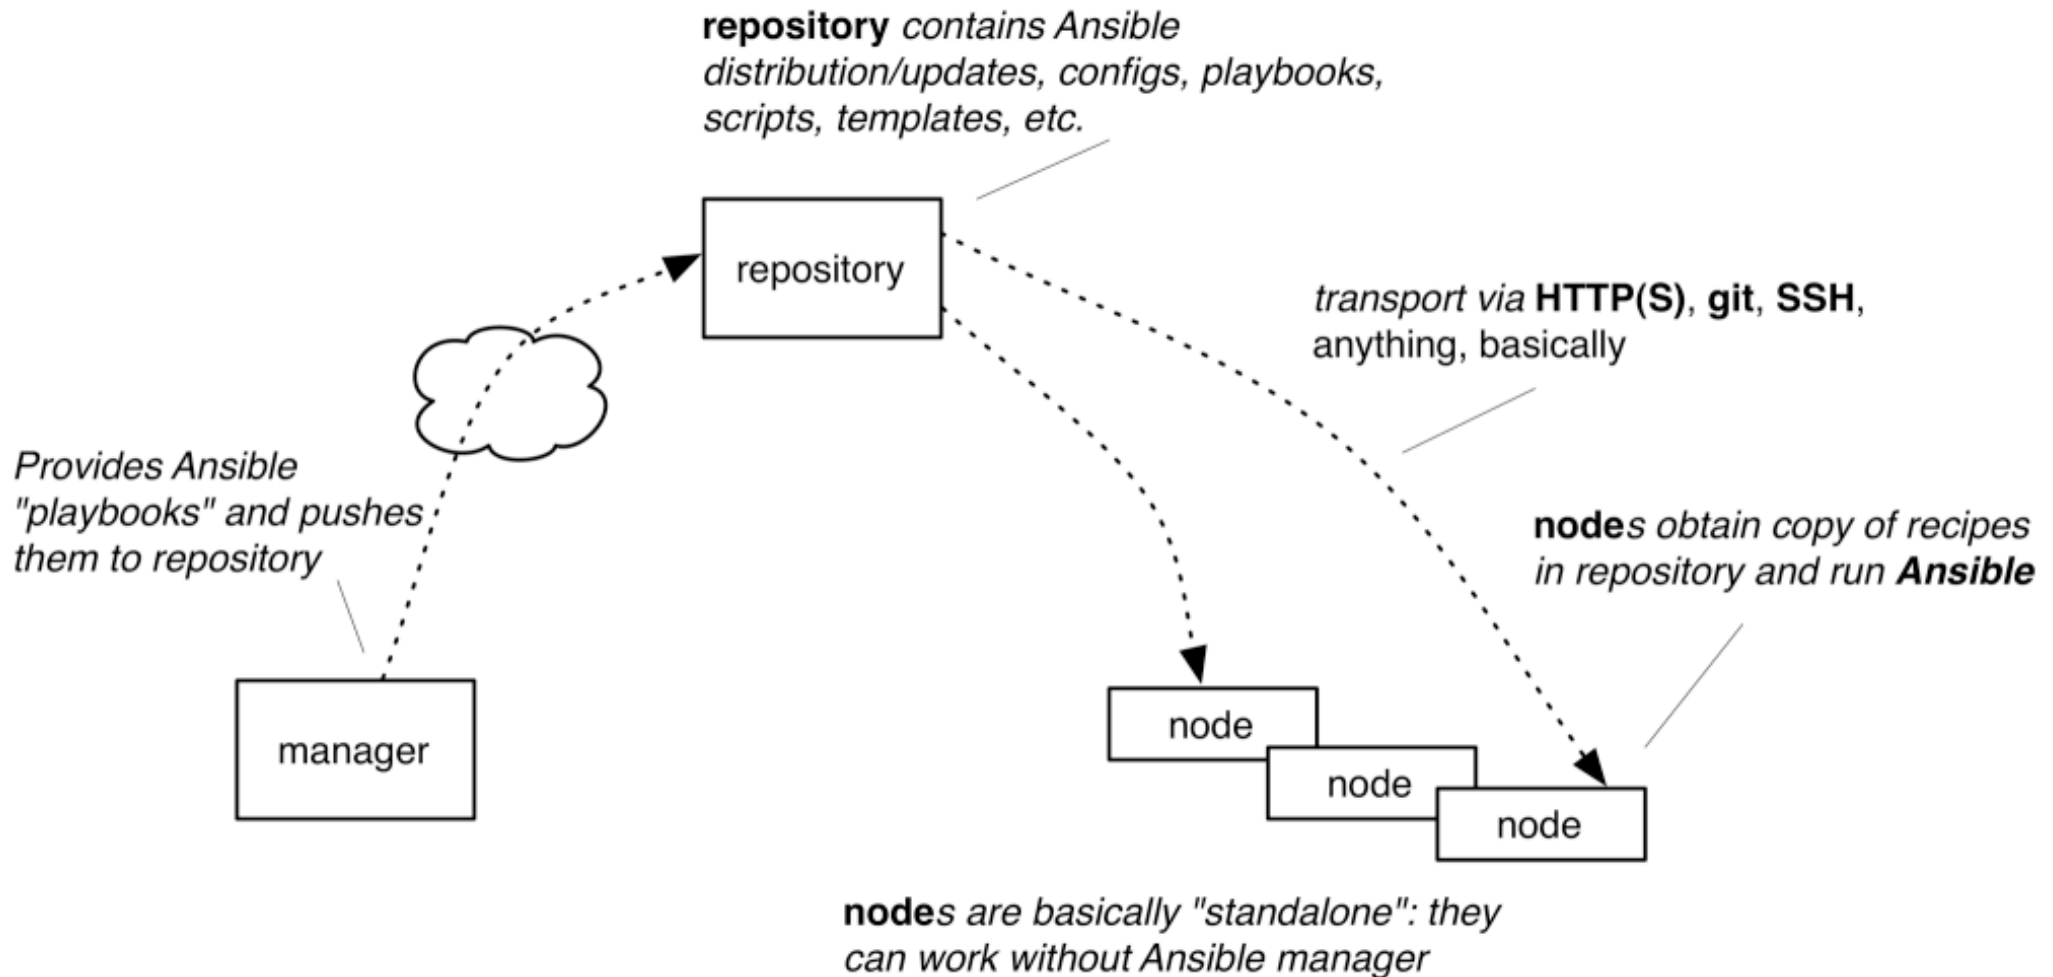 repository contains Ansible
distribution/updates, configs, playbooks,
scripts, templates, etc.
repository
transport via HTTP(S), git, SSH,
anything, basically
Provides Ansible
"playbooks" and pushes
them to repository
nodes obtain copy of recipes
in repository and run Ansible
manager
node
node
node
nodes are basically "standalone": they
can work without Ansible manager